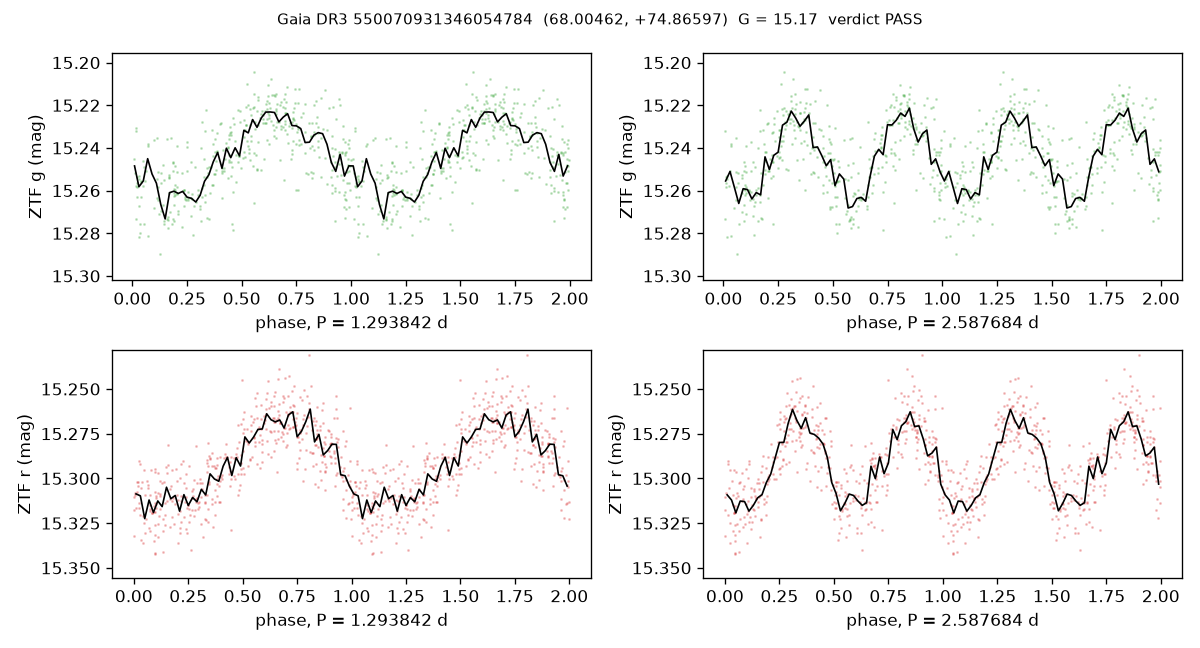 Gaia DR3 550070931346054784  (68.00462, +74.86597)  G = 15.17  verdict PASS
ZTF g (mag)
15.20
15.22
15.24
15.26
15.28
15.30
0.00 0.25 0.50 0.75 1.00 1.25 1.50 1.75 2.00
phase, P = 1.293842 d
ZTF g (mag)
15.20
15.22
15.24
15.26
15.28
15.30
0.00 0.25 0.50 0.75 1.00 1.25 1.50 1.75 2.00
phase, P = 2.587684 d
ZTF r (mag)
15.250
15.275
15.300
15.325
15.350
0.00 0.25 0.50 0.75 1.00 1.25 1.50 1.75 2.00
phase, P = 1.293842 d
ZTF r (mag)
15.250
15.275
15.300
15.325
15.350
0.00 0.25 0.50 0.75 1.00 1.25 1.50 1.75 2.00
phase, P = 2.587684 d